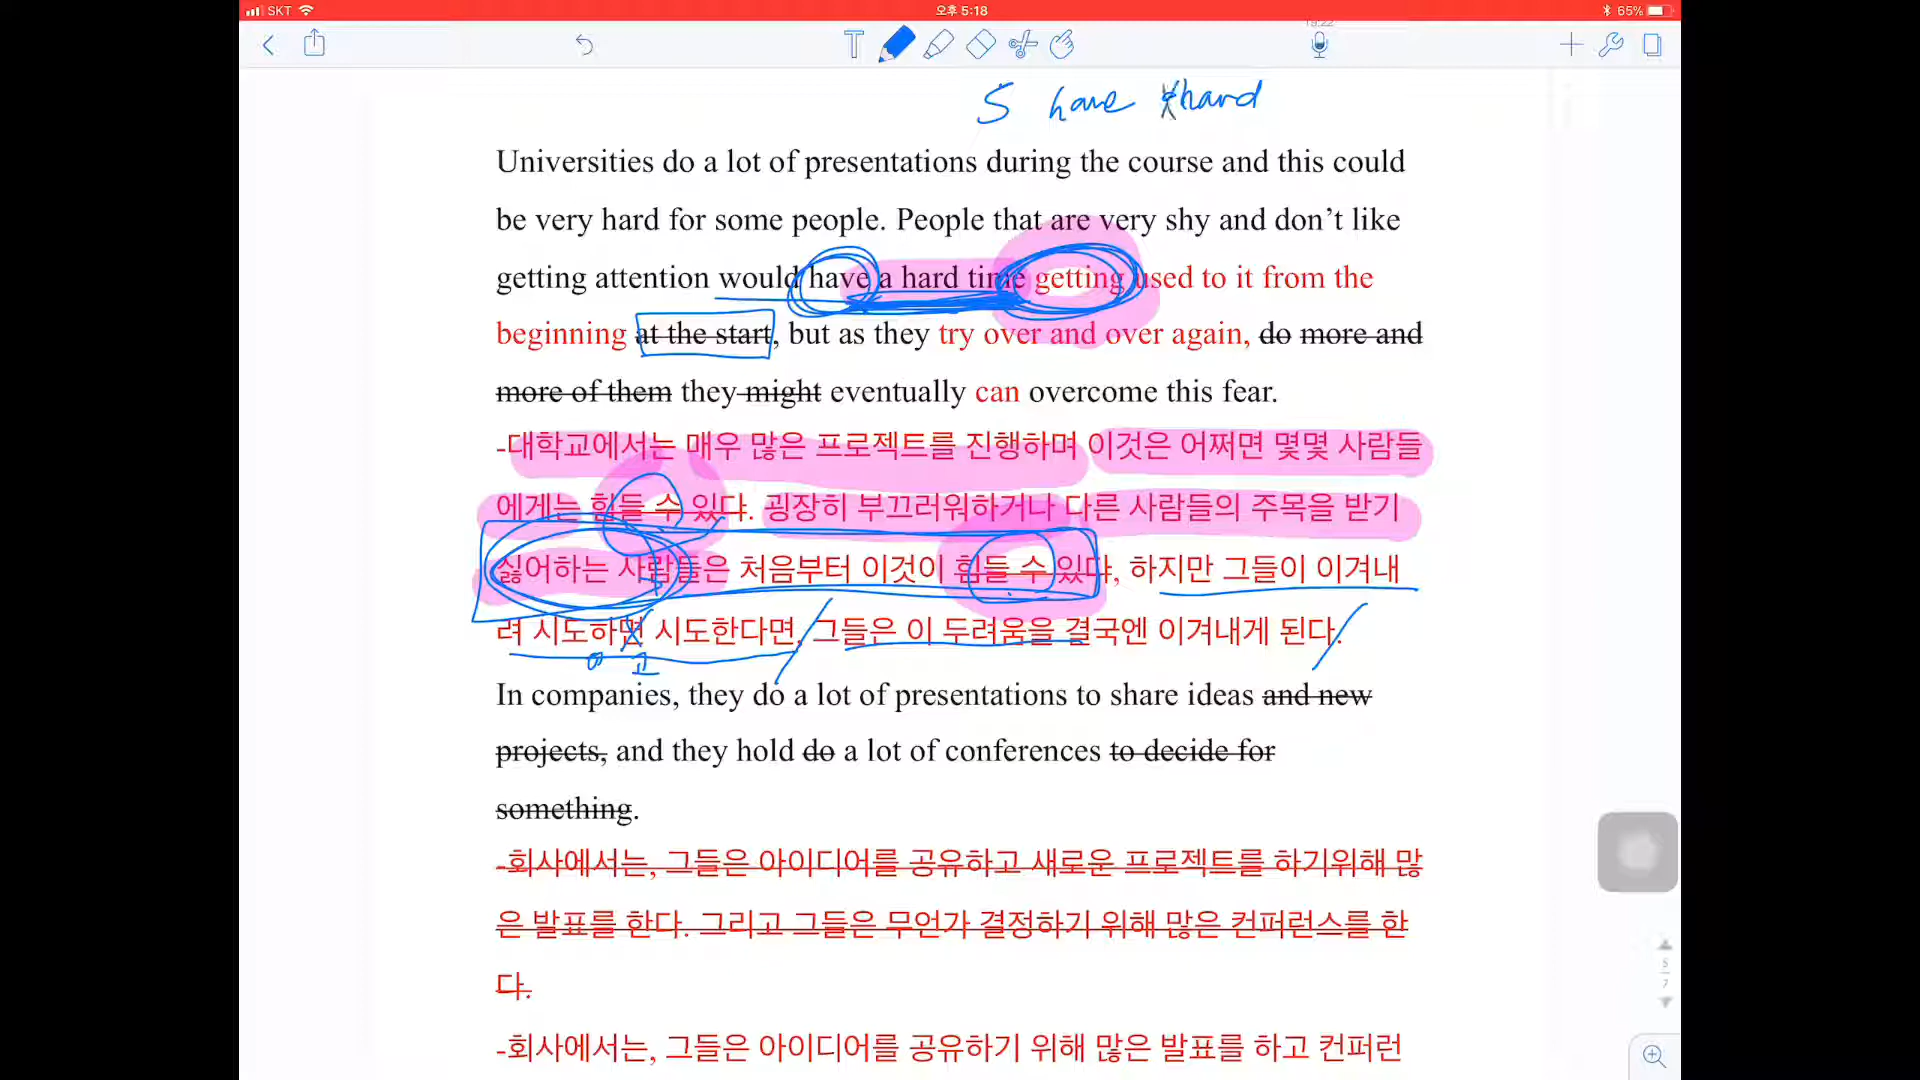 SKT 오후 5:18 65%
19:22
T
S have hard
Universities do a lot of presentations during the course and this could
be very hard for some people. People that are very shy and don’t like
getting attention would have a hard time getting used to it from the
beginning at the start, but as they try over and over again, do more and
more of them they might eventually can overcome this fear.
-대학교에서는 매우 많은 프로젝트를 진행하며 이것은 어쩌면 몇몇 사람들
에게는 힘들 수 있다. 굉장히 부끄러워하거나 다른 사람들의 주목을 받기
싫어하는 사람들은 처음부터 이것이 힘들 수 있다, 하지만 그들이 이겨내
려 시도하면 시도한다면, 그들은 이 두려움을 결국엔 이겨내게 된다.
고
In companies, they do a lot of presentations to share ideas and new
projects, and they hold do a lot of conferences to decide for
something.
-회사에서는, 그들은 아이디어를 공유하고 새로운 프로젝트를 하기위해 많
은 발표를 한다. 그리고 그들은 무언가 결정하기 위해 많은 컨퍼런스를 한
다.
5
7
-회사에서는, 그들은 아이디어를 공유하기 위해 많은 발표를 하고 컨퍼런